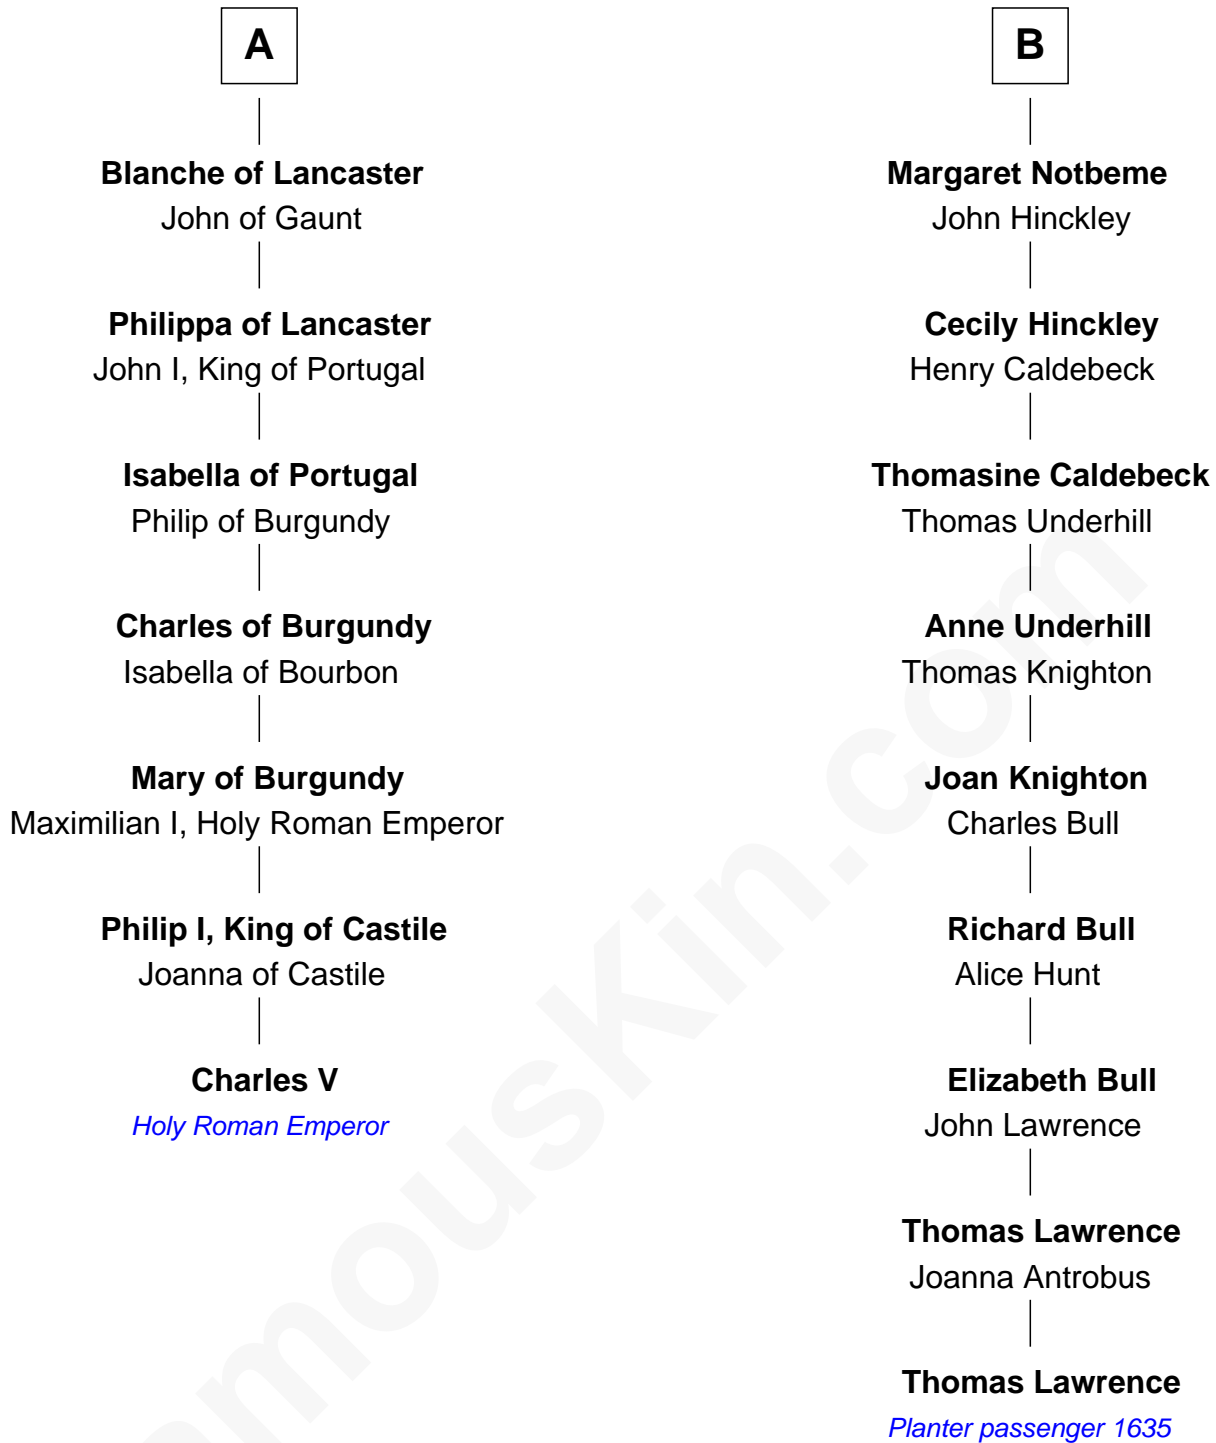 A
Blanche of Lancaster
John of Gaunt
Philippa of Lancaster
John I, King of Portugal
Isabella of Portugal
Philip of Burgundy
Charles of Burgundy
Isabella of Bourbon
Mary of Burgundy
Maximilian I, Holy Roman Emperor
Philip I, King of Castile
Joanna of Castile
Charles V
Holy Roman Emperor
B
Margaret Notbeme
John Hinckley
Cecily Hinckley
Henry Caldebeck
Thomasine Caldebeck
Thomas Underhill
Anne Underhill
Thomas Knighton
Joan Knighton
Charles Bull
Richard Bull
Alice Hunt
Elizabeth Bull
John Lawrence
Thomas Lawrence
Joanna Antrobus
Thomas Lawrence
Planter passenger 1635
amousKin.com